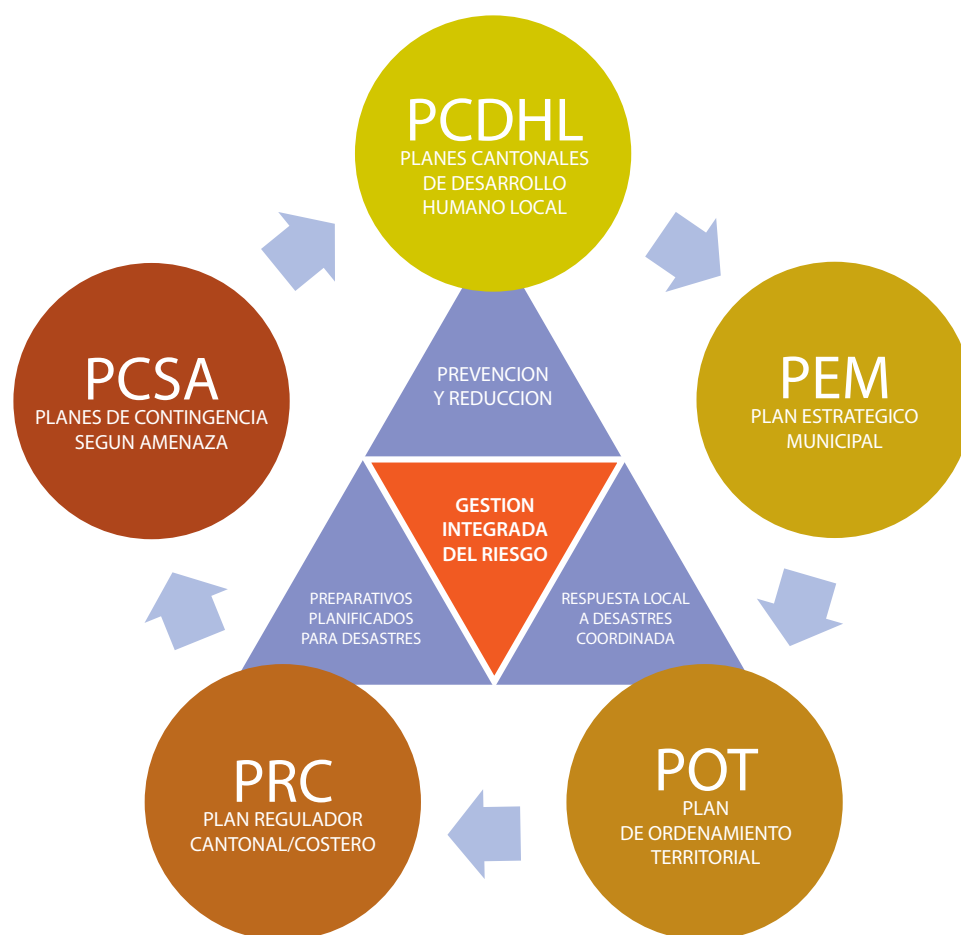 PCDHL
PLANES CANTONALES
DE DESARROLLO
HUMANO LOCAL
PCSA
PLANES DE CONTINGENCIA
SEGUN AMENAZA
PEM
PLAN ESTRATEGICO
MUNICIPAL
PREVENCION
Y REDUCCION
GESTION
INTEGRADA
DEL RIESGO
PREPARATIVOS
PLANIFICADOS
PARA DESASTRES
RESPUESTA LOCAL
A DESASTRES
COORDINADA
PRC
PLAN REGULADOR
CANTONAL/COSTERO
POT
PLAN
DE ORDENAMIENTO
TERRITORIAL